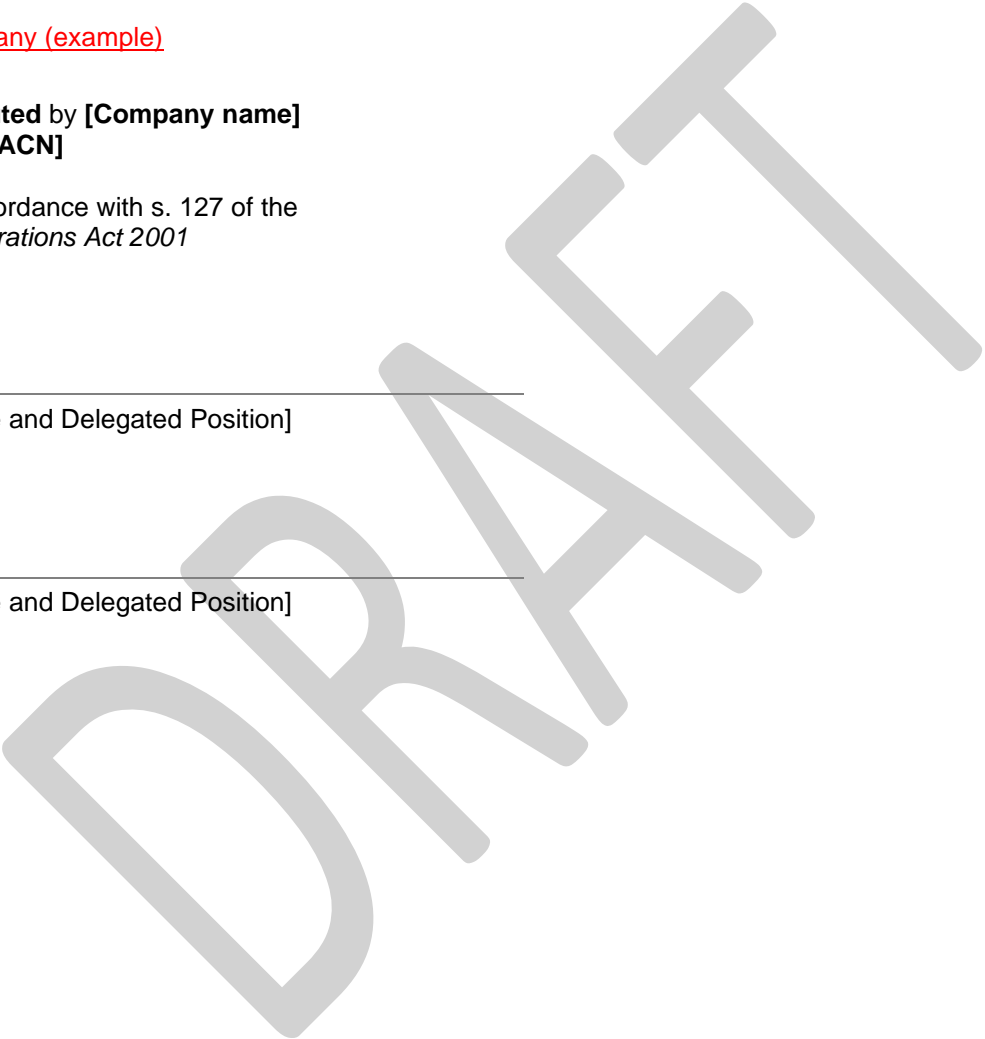 any (example)
ted by [Company name]
ACN]
ordance with s. 127 of the
rations Act 2001
and Delegated Position]
and Delegated Position]
DRAFT